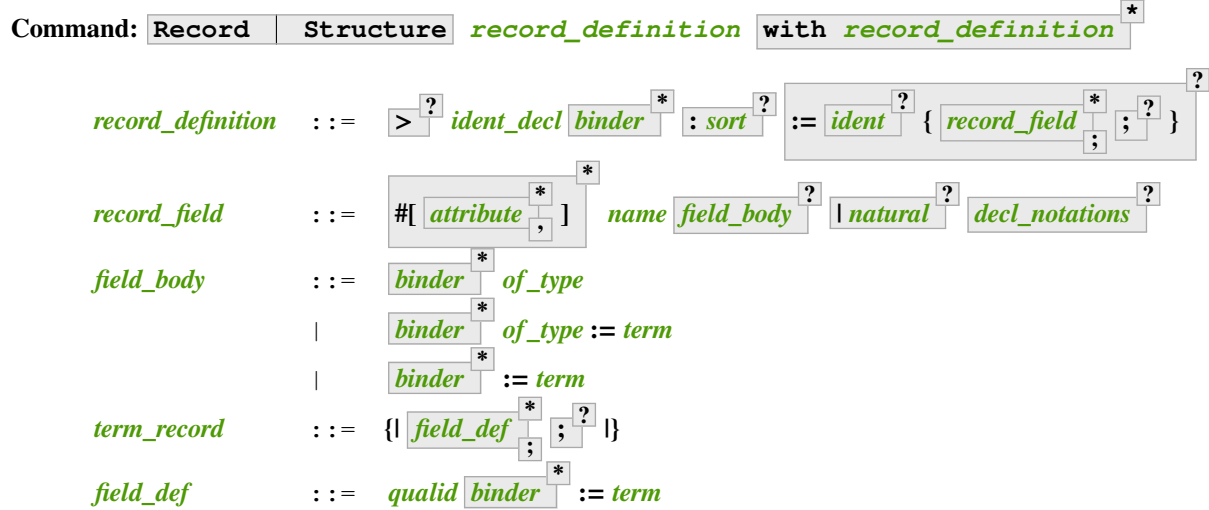 Command: Record | Structure record_definition with record_definition *
record_definition ::= > ? ident_decl binder * : sort ? := ident ? { record_field * ; ; ? } ?
record_field ::= #[ attribute * , ] * name field_body ? | natural ? decl_notations ?
field_body ::= binder * of_type
| binder * of_type := term
| binder * := term
term_record ::= {| field_def * ; ; ? |}
field_def ::= qualid binder * := term